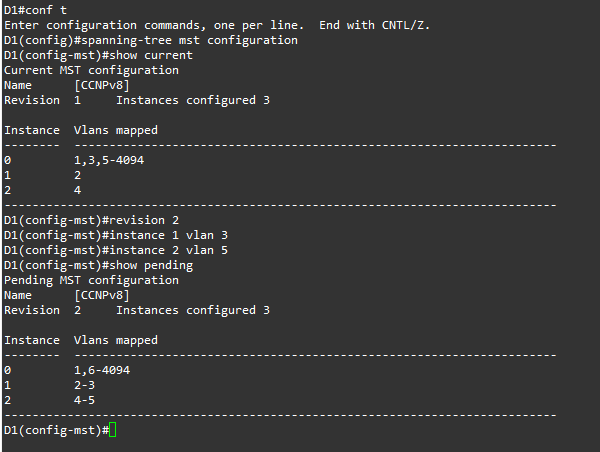 D1#conf t
Enter configuration commands, one per line.  End with CNTL/Z.
D1(config)#spanning-tree mst configuration
D1(config-mst)#show current
Current MST configuration
Name      [CCNPv8]
Revision  1     Instances configured 3

Instance  Vlans mapped
--------  ---------------------------------------------------------------------
0         1,3,5-4094
1         2
2         4
-------------------------------------------------------------------------------
D1(config-mst)#revision 2
D1(config-mst)#instance 1 vlan 3
D1(config-mst)#instance 2 vlan 5
D1(config-mst)#show pending
Pending MST configuration
Name      [CCNPv8]
Revision  2     Instances configured 3

Instance  Vlans mapped
--------  ---------------------------------------------------------------------
0         1,6-4094
1         2-3
2         4-5
-------------------------------------------------------------------------------
D1(config-mst)#